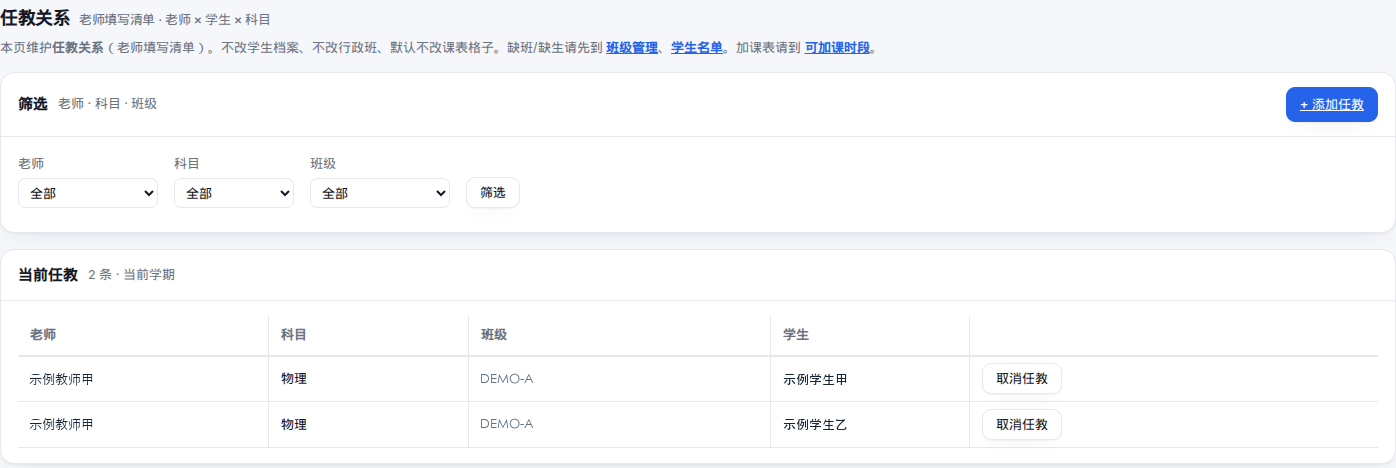 任教关系 老师填写清单 · 老师 × 学生 × 科目
本页维护任教关系（老师填写清单）。不改学生档案、不改行政班、默认不改课表格子。缺班/缺生请先到 班级管理、学生名单。加课表请到 可加课时段。
筛选 老师 · 科目 · 班级
+ 添加任教
老师 科目 班级
全部 全部 全部 筛选
当前任教 2 条 · 当前学期
老师 科目 班级 学生
示例教师甲 物理 DEMO-A 示例学生甲 取消任教
示例教师甲 物理 DEMO-A 示例学生乙 取消任教